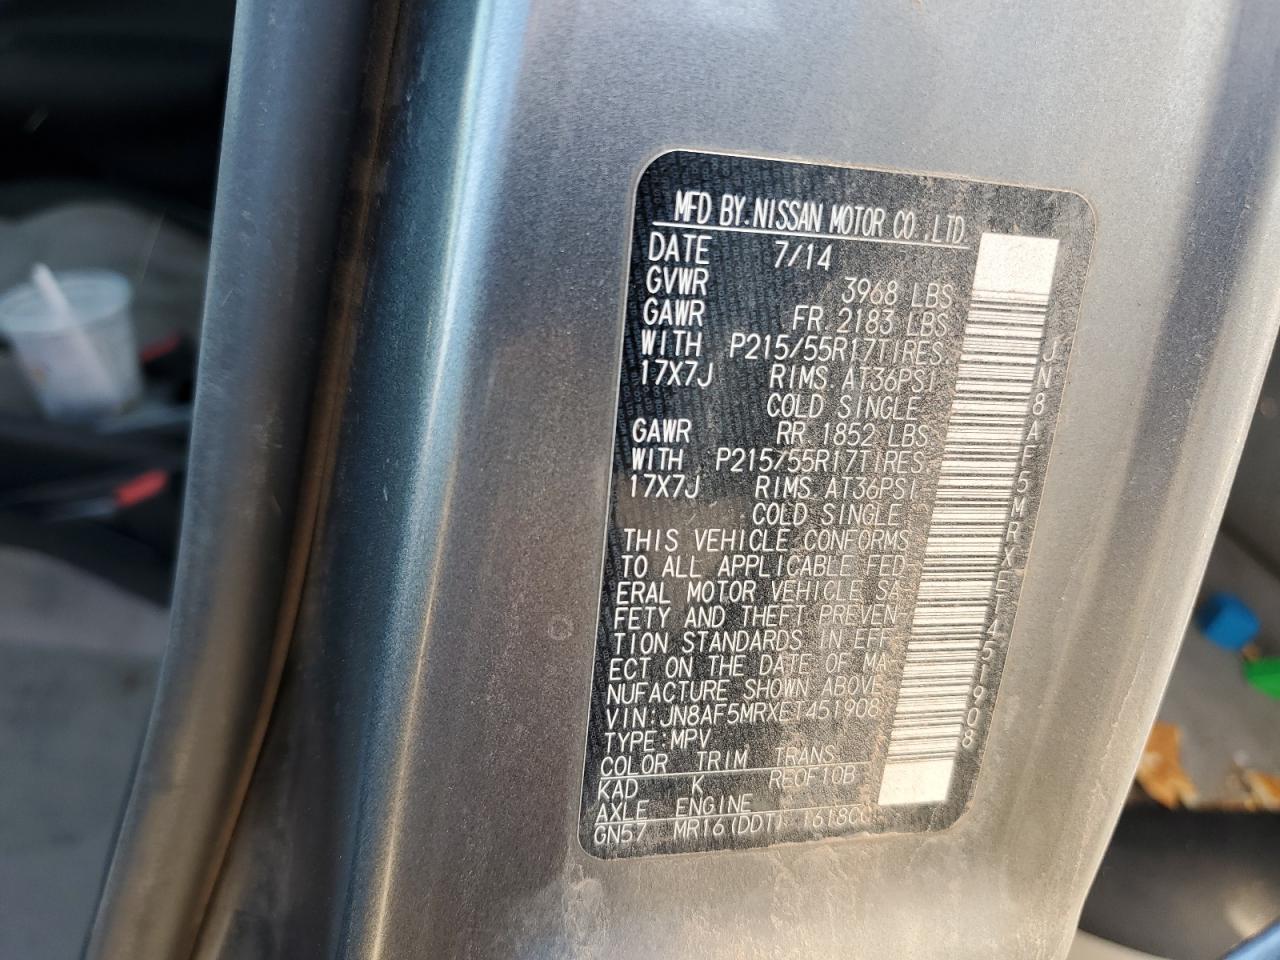 MFD BY.NISSAN MOTOR CO.,LTD.
DATE 7/14
GVWR 3968 LBS
GAWR FR. 2183 LBS
WITH P215/55R17TIRES.
17X7J RIMS. AT36PSI
COLD SINGLE
GAWR RR 1852 LBS
WITH P215/55R17TIRES.
17X7J RIMS. AT36PSI
COLD SINGLE
THIS VEHICLE CONFORMS
TO ALL APPLICABLE FED-
ERAL MOTOR VEHICLE SA-
FETY AND THEFT PREVEN-
TION STANDARDS IN EFF-
ECT ON THE DATE OF MA-
NUFACTURE SHOWN ABOVE
VIN:JN8AF5MRXET451908
TYPE:MPV
COLOR TRIM TRANS
KAD K RE0F10B
AXLE ENGINE
GN57 MR16(DDT) 1618CC
JN8AF5MRXET451908